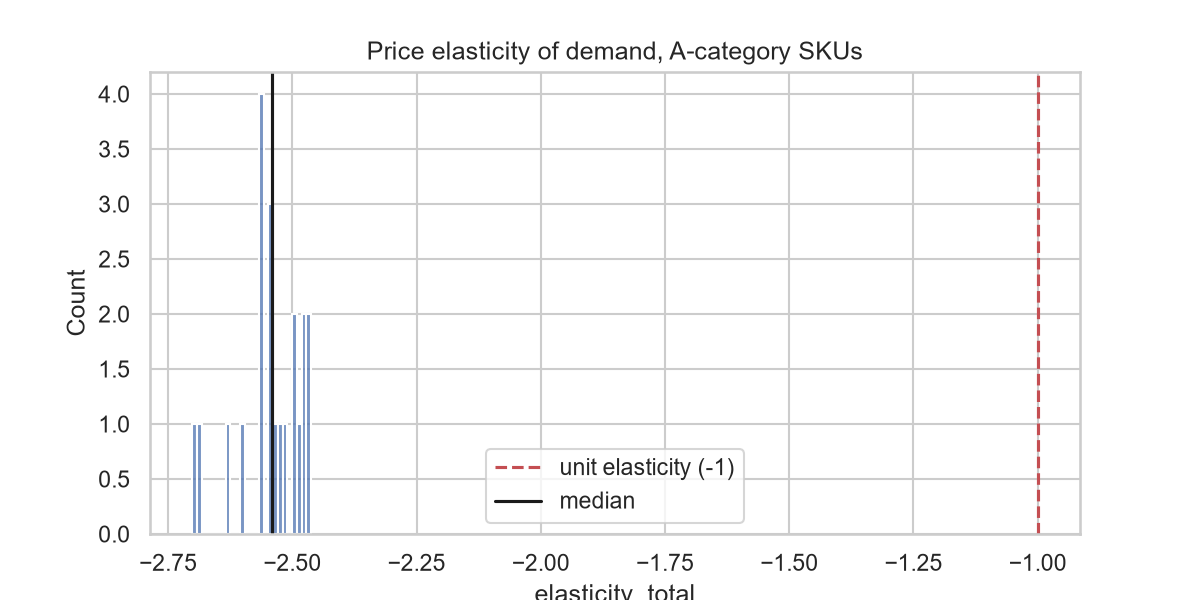 Price elasticity of demand, A-category SKUs
Count
4.0
3.5
3.0
2.5
2.0
1.5
1.0
0.5
0.0
unit elasticity (-1)
median
−2.75 −2.50 −2.25 −2.00 −1.75 −1.50 −1.25 −1.00
elasticity_total